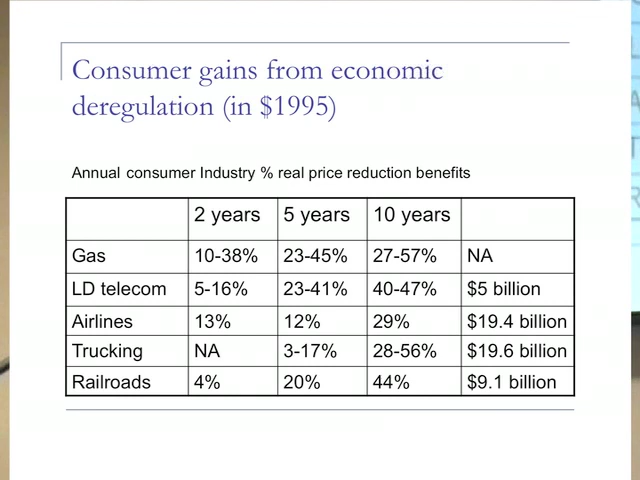 Consumer gains from economic
deregulation (in $1995)
Annual consumer Industry % real price reduction benefits
2 years 5 years 10 years
Gas 10-38% 23-45% 27-57% NA
LD telecom 5-16% 23-41% 40-47% $5 billion
Airlines 13% 12% 29% $19.4 billion
Trucking NA 3-17% 28-56% $19.6 billion
Railroads 4% 20% 44% $9.1 billion